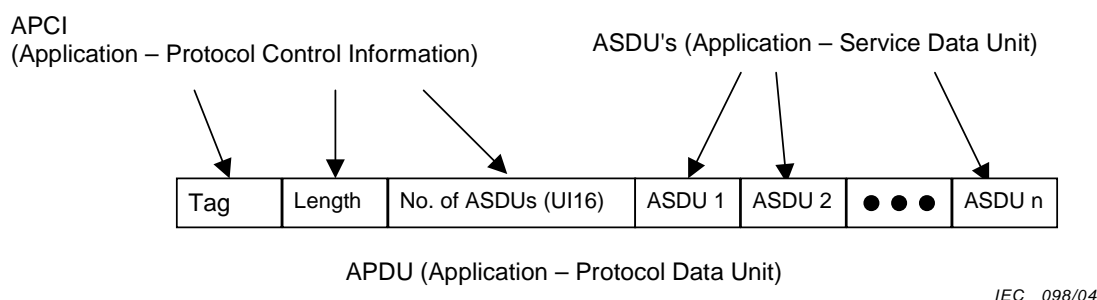 APCI
(Application – Protocol Control Information)
ASDU's (Application – Service Data Unit)
Tag
Length
No. of ASDUs (UI16)
ASDU 1
ASDU 2
ASDU n
APDU (Application – Protocol Data Unit)
IEC 098/04